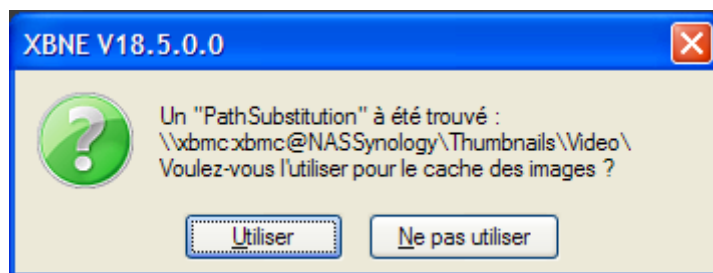 XBNE V18.5.0.0
Un "PathSubstitution" à été trouvé :
\\xbmc:xbmc@NASSynology\Thumbnails\Video\
Voulez-vous l'utiliser pour le cache des images ?
Utiliser
Ne pas utiliser